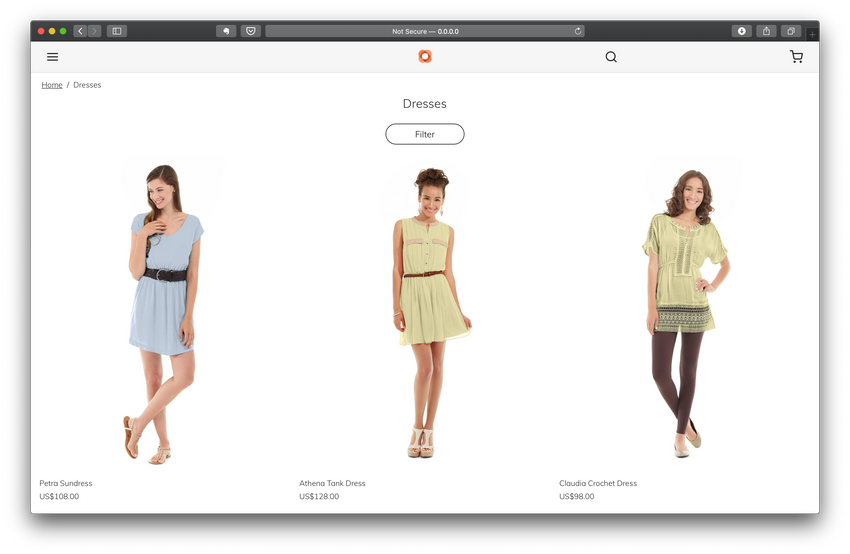 Not Secure — 0.0.0.0
Home / Dresses
Dresses
Filter
Petra Sundress
US$108.00
Athena Tank Dress
US$128.00
Claudia Crochet Dress
US$98.00